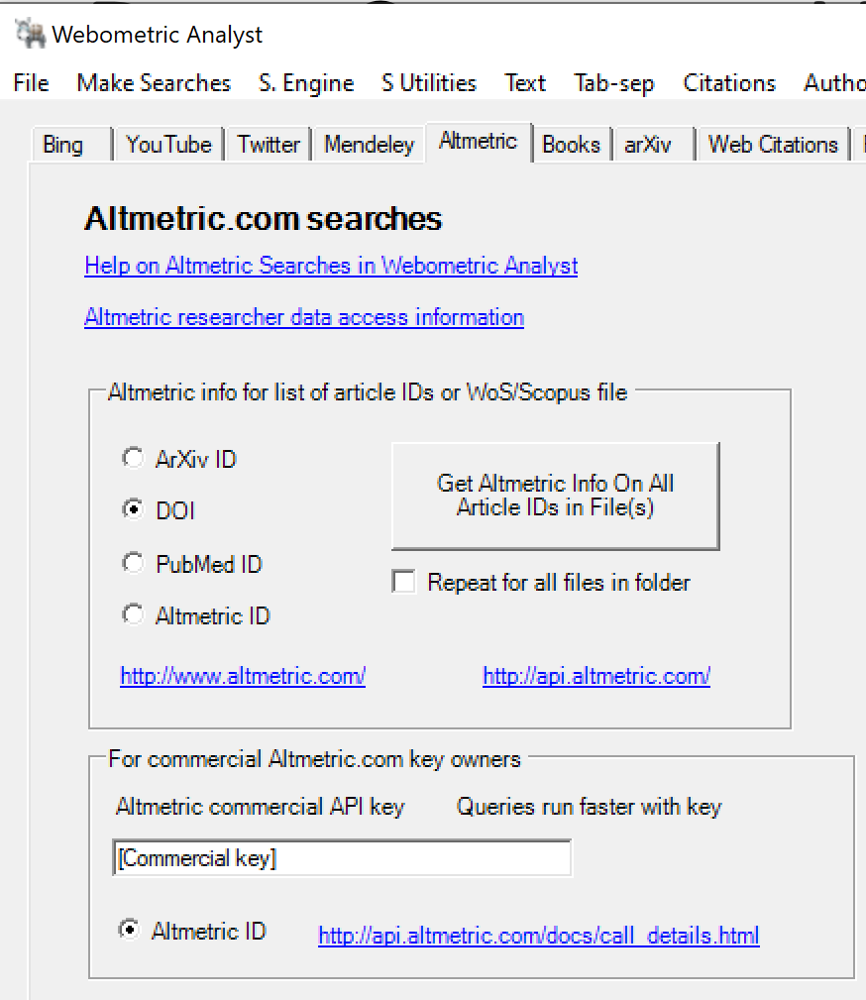 Webometric Analyst
File Make Searches S. Engine S Utilities Text Tab-sep Citations Autho
Bing YouTube Twitter Mendeley Altmetric Books arXiv Web Citations
Altmetric.com searches
Help on Altmetric Searches in Webometric Analyst
Altmetric researcher data access information
Altmetric info for list of article IDs or WoS/Scopus file
ArXiv ID
DOI
PubMed ID
Altmetric ID
Get Altmetric Info On All
Article IDs in File(s)
Repeat for all files in folder
http://www.altmetric.com/ http://api.altmetric.com/
For commercial Altmetric.com key owners
Altmetric commercial API key Queries run faster with key
[Commercial key]
Altmetric ID http://api.altmetric.com/docs/call_details.html